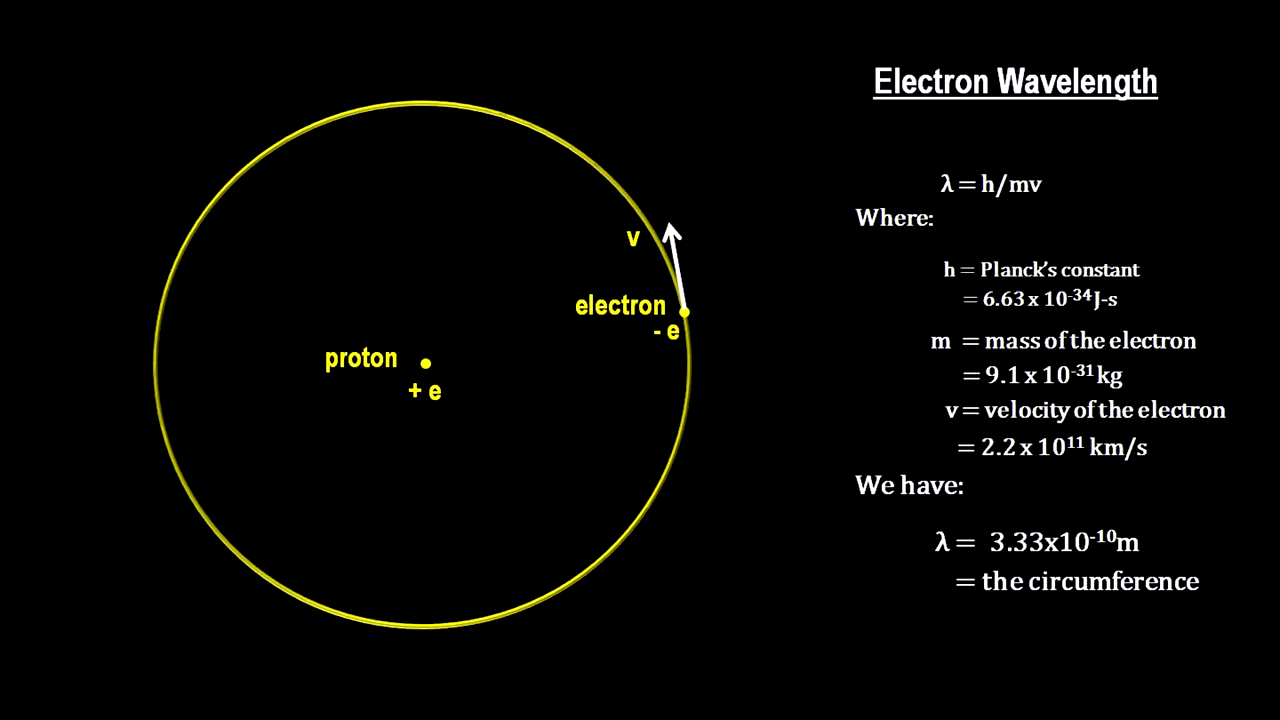 Electron Wavelength
λ = h/mv
Where:
v
h = Planck's constant
= 6.63 x 10⁻³⁴ J-s
electron
- e
m = mass of the electron
proton
= 9.1 x 10⁻³¹ kg
+ e
v = velocity of the electron
= 2.2 x 10¹¹ km/s
We have:
λ = 3.33x10⁻¹⁰m
= the circumference